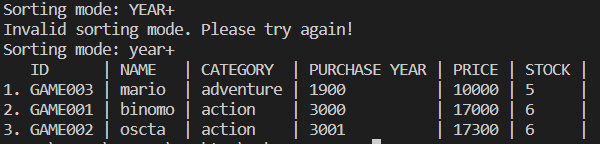 Sorting mode: YEAR+
Invalid sorting mode. Please try again!
Sorting mode: year+
   ID      | NAME   | CATEGORY  | PURCHASE YEAR | PRICE | STOCK |
1. GAME003 | mario  | adventure | 1900          | 10000 | 5     |
2. GAME001 | binomo | action    | 3000          | 17000 | 6     |
3. GAME002 | oscta  | action    | 3001          | 17300 | 6     |